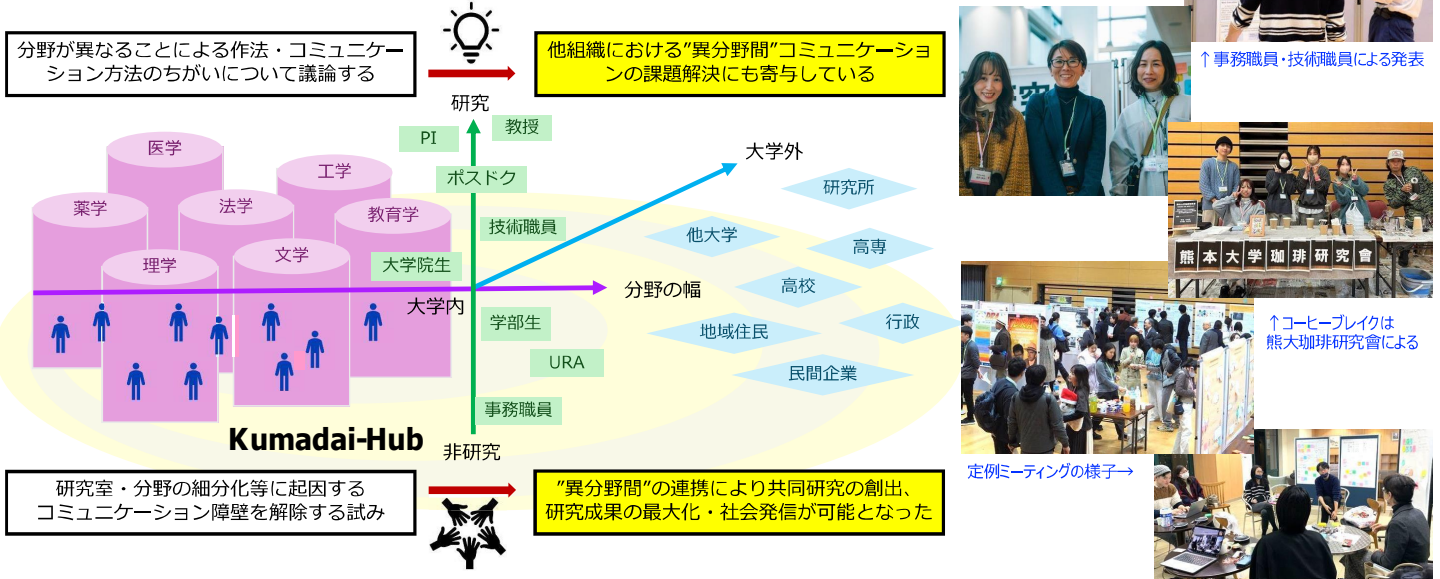 分野が異なることによる作法・コミュニケー
ション方法のちがいについて議論する
他組織における”異分野間”コミュニケーショ
ンの課題解決にも寄与している
研究
PI
教授
ポスドク
技術職員
大学院生
大学内
学部生
URA
事務職員
非研究
医学
工学
薬学
法学
教育学
理学
文学
大学外
分野の幅
研究所
他大学
高専
高校
地域住民
行政
民間企業
Kumadai-Hub
研究室・分野の細分化等に起因する
コミュニケーション障壁を解除する試み
”異分野間”の連携により共同研究の創出、
研究成果の最大化・社会発信が可能となった
↑事務職員・技術職員による発表
熊本大学珈琲研究會
↑コーヒーブレイクは
熊大珈琲研究會による
定例ミーティングの様子→